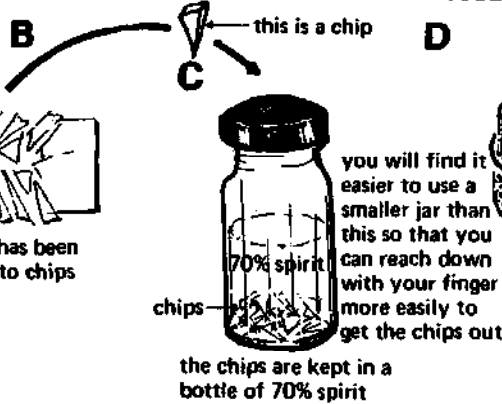 B
this is a chip
D
C
you will find it
easier to use a
smaller jar than
this so that you
can reach down
with your finger
more easily to
get the chips out
70% spirit
chips
has been
to chips
the chips are kept in a
bottle of 70% spirit